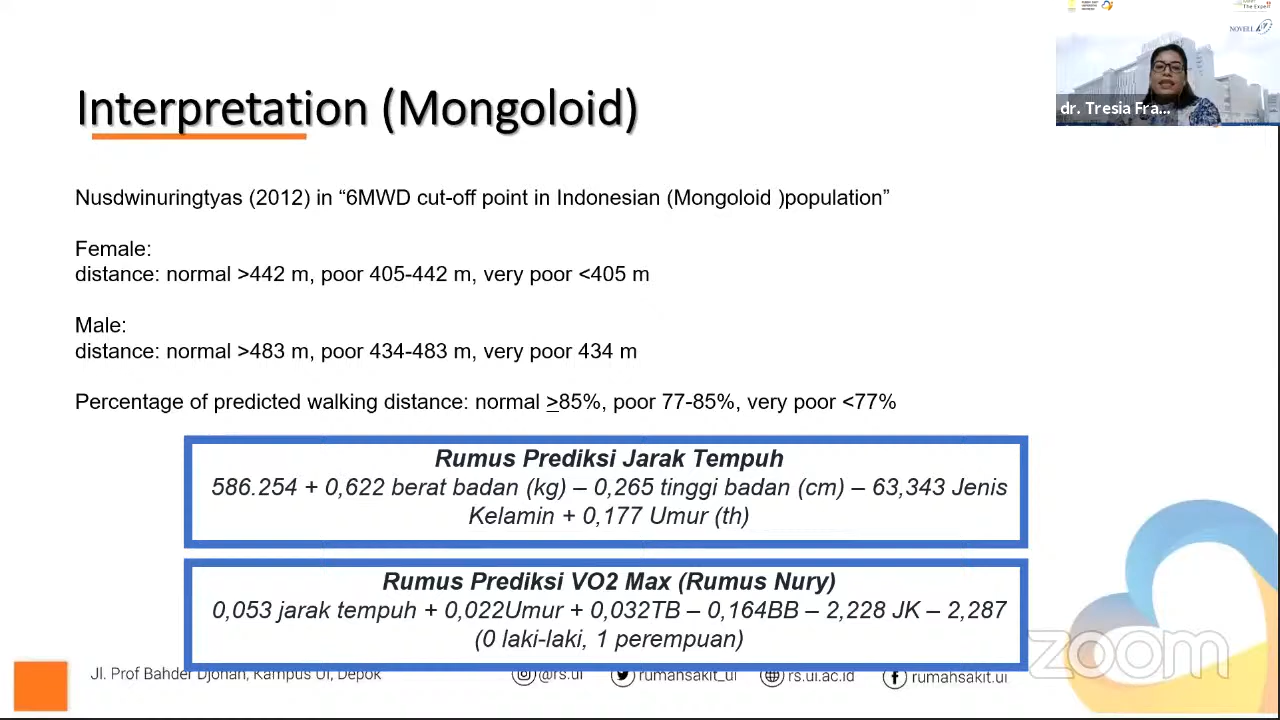 Interpretation (Mongoloid)
NOVELL
dr. Tresia Fra...
Nusdwinuringtyas (2012) in “6MWD cut-off point in Indonesian (Mongoloid )population”
Female:
distance: normal >442 m, poor 405-442 m, very poor <405 m
Male:
distance: normal >483 m, poor 434-483 m, very poor 434 m
Percentage of predicted walking distance: normal >85%, poor 77-85%, very poor <77%
Rumus Prediksi Jarak Tempuh
586.254 + 0,622 berat badan (kg) – 0,265 tinggi badan (cm) – 63,343 Jenis
Kelamin + 0,177 Umur (th)
Rumus Prediksi VO2 Max (Rumus Nury)
0,053 jarak tempuh + 0,022Umur + 0,032TB – 0,164BB – 2,228 JK – 2,287
(0 laki-laki, 1 perempuan)
Jl. Prof Bahder Djohan, Kampus UI, Depok
@rs.ui
rumahsakit_ui
rs.ui.ac.id
rumahsakit.ui
zoom